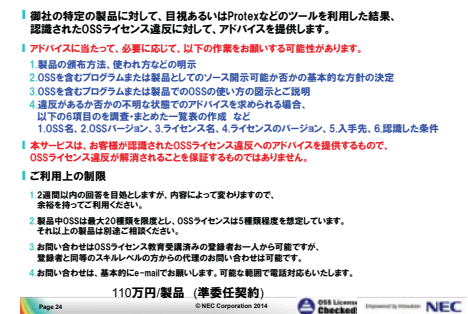 御社の特定の製品に対して、目視あるいはProtexなどのツールを利用した結果、
認識されたOSSライセンス違反に対して、アドバイスを提供します。
アドバイスに当たって、必要に応じて、以下の作業をお願いする可能性があります。
1.製品の頒布方法、使われ方などの明示
2.OSSを含むプログラムまたは製品としてのソース開示可能か否かの基本的な方針の決定
3.OSSを含むプログラムまたは製品でのOSSの使い方の図示とご説明
4.違反があるか否かの不明な状態でのアドバイスを求められる場合、
以下の6項目のを調査・まとめた一覧表の作成 など
1.OSS名、2.OSSバージョン、3.ライセンス名、4.ライセンスのバージョン、5.入手先、6.認識した条件
本サービスは、お客様が認識されたOSSライセンス違反へのアドバイスを提供するもので、
OSSライセンス違反が解消されることを保証するものではありません。
ご利用上の制限
1.2週間以内の回答を目処としますが、内容によって変わりますので、
余裕を持ってご利用ください。
2.製品中OSSは最大20種類を限度とし、OSSライセンスは5種類程度を想定しています。
それ以上の製品は別途ご相談ください。
3.お問い合わせはOSSライセンス教育受講済みの登録者お一人から可能ですが、
登録者と同等のスキルレベルの方からの代理のお問い合わせは可能です。
4.お問い合わせは、基本的にe-mailでお願いします。可能な範囲で電話対応もいたします。
110万円/製品 (準委任契約)
Page 24
© NEC Corporation 2014
OSS License
Checked!
Empowered by Innovation
NEC